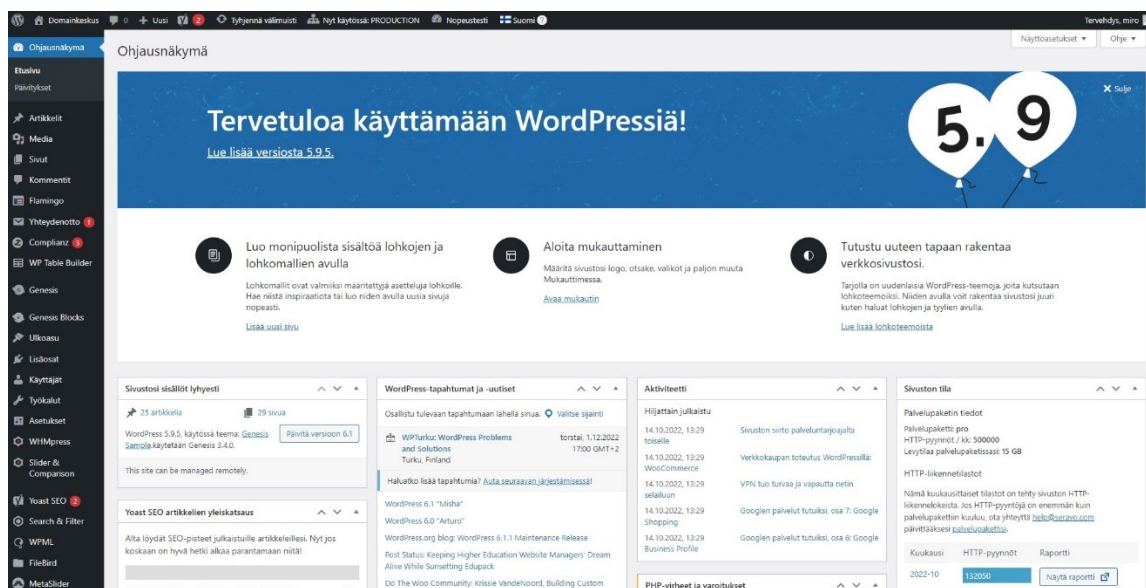 Domainkeskus 0 + Uusi 2 Tyhjennä välimuisti Nyt käytössä: PRODUCTION Nopeustesti Suomi ? Tervehdys, miro
Ohjausnäkymä
Etusivu
Päivitykset
Artikkelit
Media
Sivut
Kommentit
Flamingo
Yhteydenotto 1
Complianz 3
WP Table Builder
Genesis
Genesis Blocks
Ulkoasu
Lisäosat
Käyttäjät
Työkalut
Asetukset
WHMpress
Slider &
Comparison
Yoast SEO 2
Search & Filter
WPML
FileBird
MetaSlider
Näyttöasetukset ▼ Ohje ▼
Ohjausnäkymä
Sulje
Tervetuloa käyttämään WordPressiä!
Lue lisää versiosta 5.9.5.
5.9
Luo monipuolista sisältöä lohkojen ja
lohkomallien avulla
Lohkomallit ovat valmiiksi määritettyjä asetteluja lohkoille.
Hae niistä inspiraatiota tai luo niiden avulla uusia sivuja
nopeasti.
Lisää uusi sivu
Aloita mukauttaminen
Määritä sivustosi logo, otsake, valikot ja paljon muuta
Mukauttimessa.
Avaa mukautin
Tutustu uuteen tapaan rakentaa
verkkosivustosi.
Tarjolla on uudenlaisia WordPress-teemoja, joita kutsutaan
lohkoteemoiksi. Niiden avulla voit rakentaa sivustosi juuri
kuten haluat lohkojen ja tyylien avulla.
Lue lisää lohkoteemoista
Sivustosi sisällöt lyhyesti
25 artikkelia 29 sivua
WordPress 5.9.5, käytössä teema: Genesis
Sample.käytetään Genesis 3.4.0.
Päivitä versioon 6.1
This site can be managed remotely.
Yoast SEO artikkelien yleiskatsaus
Alta löydät SEO-pisteet julkaistuille artikkeleillesi. Nyt jos
koskaan on hyvä hetki alkaa parantamaan niitä!
WordPress-tapahtumat ja -uutiset
Osallistu tulevaan tapahtumaan lähellä sinua. Valitse sijainti
WPTurku: WordPress Problems
and Solutions
Turku, Finland
torstai, 1.12.2022
17:00 GMT+2
Haluatko lisää tapahtumia? Auta seuraavan järjestämisessä!
WordPress 6.1 "Misha"
WordPress 6.0 "Arturo"
WordPress.org blog: WordPress 6.1.1 Maintenance Release
Post Status: Keeping Higher Education Website Managers' Dream
Alive While Sunsetting Edupack
Do The Woo Community: Krissie VandeNoord, Building Custom
Aktiviteetti
Hiljattain julkaistu
14.10.2022, 13:29 Sivuston siirto palveluntarjoajalta
toiselle
14.10.2022, 13:29 Verkkokaupan toteutus WordPressillä:
WooCommerce
14.10.2022, 13:29 VPN tuo turvaa ja vapautta netin
selailuun
14.10.2022, 13:29 Googlen palvelut tutuiksi, osa 7: Google
Shopping
14.10.2022, 13:29 Googlen palvelut tutuiksi, osa 6: Google
Business Profile
PHP-virheet ja varoitukset
Sivuston tila
Palvelupaketin tiedot
Palvelupaketti: pro
HTTP-pyynnöt / kk: 500000
Levytilaa palvelupaketissasi: 15 GB
HTTP-liikennetilastot
Nämä kuukausittaiset tilastot on tehty sivuston HTTP-
liikennelokeista. Jos HTTP-pyyntöjä on enemmän kuin
palvelupakettiin kuuluu, ota yhteyttä help@seravo.com
päivittääksesi palvelupakettisi.
Kuukausi HTTP-pyynnöt Raportti
2022-10 132050 Näytä raportti